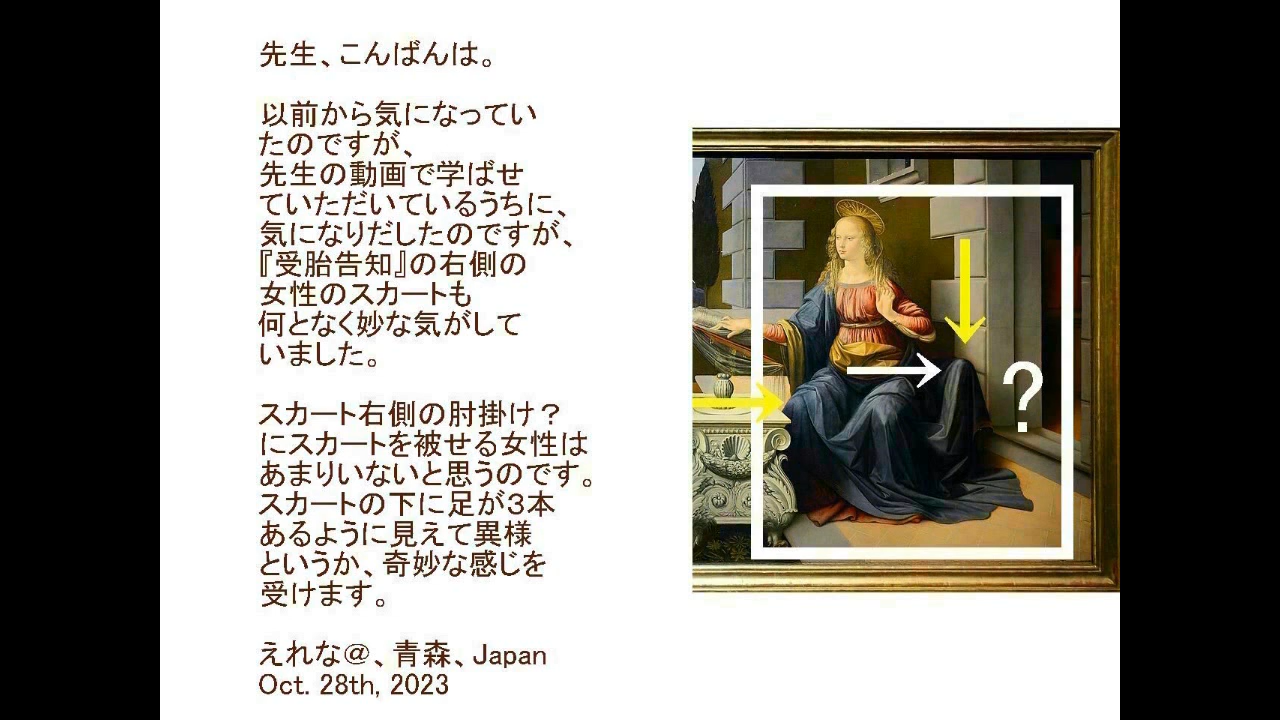 先生、こんばんは。
以前から気になってい
たのですが、
先生の動画で学ばせ
ていただいているうちに、
気になりだしたのですが、
『受胎告知』の右側の
女性のスカートも
何となく妙な気がして
いました。
スカート右側の肘掛け？
にスカートを被せる女性は
あまりいないと思うのです。
スカートの下に足が３本
あるように見えて異様
というか、奇妙な感じを
受けます。
えれな＠、青森、Japan
Oct. 28th, 2023
?